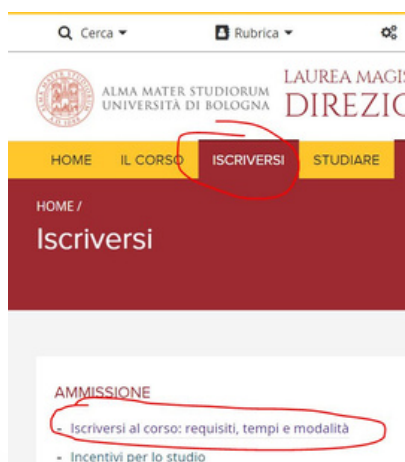 Cerca Rubrica
ALMA MATER STUDIORUM
UNIVERSITÀ DI BOLOGNA
LAUREA MAGIS
DIREZIO
HOME IL CORSO ISCRIVERSI STUDIARE
HOME /
Iscriversi
AMMISSIONE
- Iscriversi al corso: requisiti, tempi e modalità
- Incentivi per lo studio